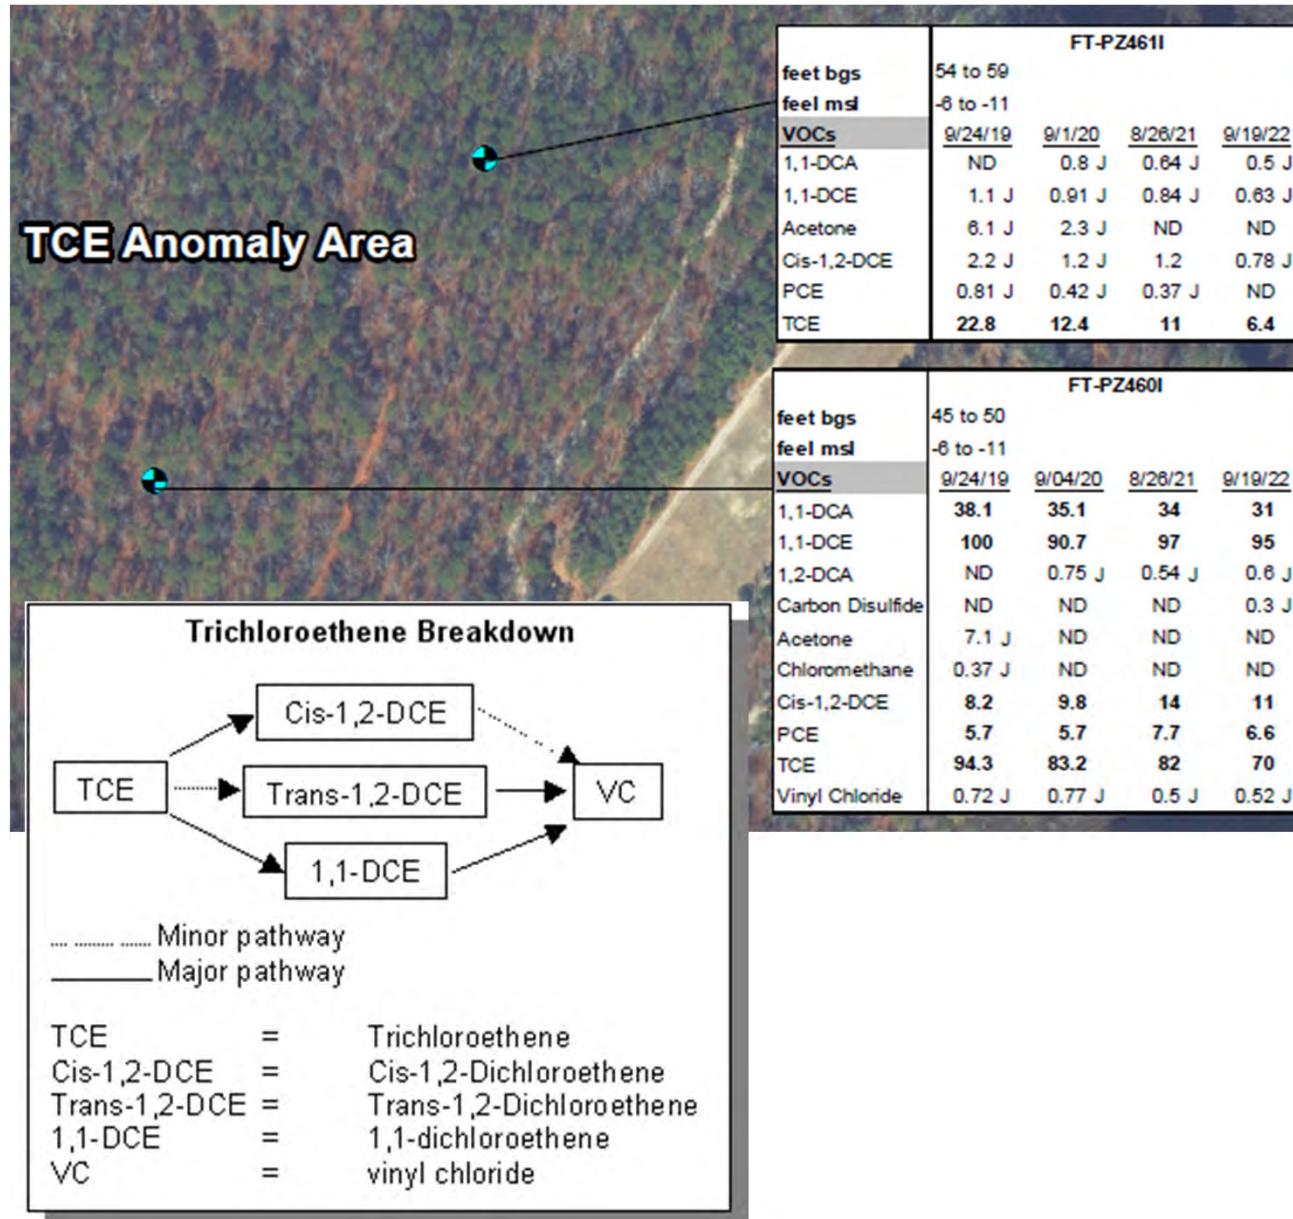 TCE Anomaly Area
FT-PZ461I
feet bgs 54 to 59
feel msl -6 to -11
VOCs 9/24/19 9/1/20 8/26/21 9/19/22
1,1-DCA ND 0.8 J 0.64 J 0.5 J
1,1-DCE 1.1 J 0.91 J 0.84 J 0.63 J
Acetone 6.1 J 2.3 J ND ND
Cis-1,2-DCE 2.2 J 1.2 J 1.2 0.78 J
PCE 0.81 J 0.42 J 0.37 J ND
TCE 22.8 12.4 11 6.4
FT-PZ460I
feet bgs 45 to 50
feel msl -6 to -11
VOCs 9/24/19 9/04/20 8/26/21 9/19/22
1,1-DCA 38.1 35.1 34 31
1,1-DCE 100 90.7 97 95
1,2-DCA ND 0.75 J 0.54 J 0.6 J
Carbon Disulfide ND ND ND 0.3 J
Acetone 7.1 J ND ND ND
Chloromethane 0.37 J ND ND ND
Cis-1,2-DCE 8.2 9.8 14 11
PCE 5.7 5.7 7.7 6.6
TCE 94.3 83.2 82 70
Vinyl Chloride 0.72 J 0.77 J 0.5 J 0.52 J
Trichloroethene Breakdown
Cis-1,2-DCE
TCE Trans-1,2-DCE VC
1,1-DCE
Minor pathway
Major pathway
TCE = Trichloroethene
Cis-1,2-DCE = Cis-1,2-Dichloroethene
Trans-1,2-DCE = Trans-1,2-Dichloroethene
1,1-DCE = 1,1-dichloroethene
VC = vinyl chloride